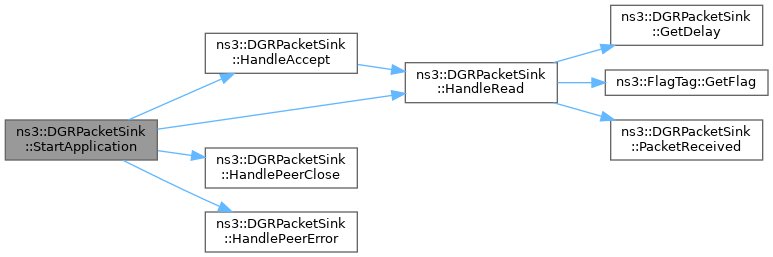 ns3::DGRPacketSink
::StartApplication
ns3::DGRPacketSink
::HandleAccept
ns3::DGRPacketSink
::HandlePeerClose
ns3::DGRPacketSink
::HandlePeerError
ns3::DGRPacketSink
::HandleRead
ns3::DGRPacketSink
::GetDelay
ns3::FlagTag::GetFlag
ns3::DGRPacketSink
::PacketReceived